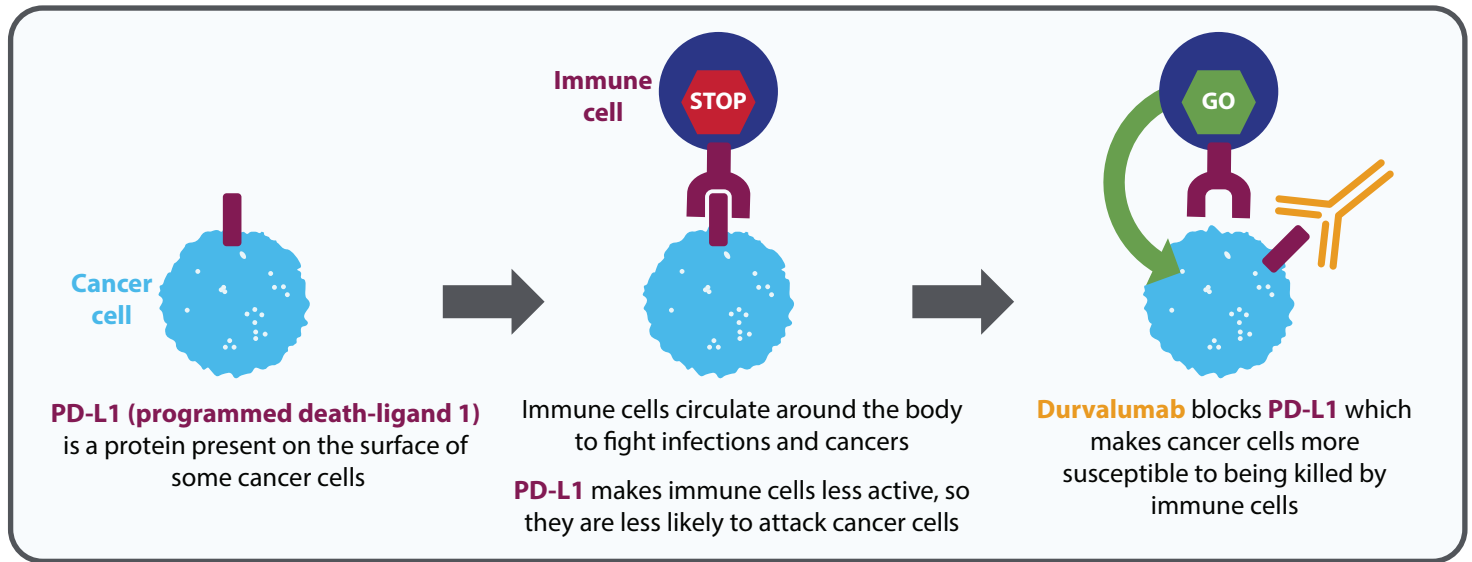 Cancer
cell
PD-L1 (programmed death-ligand 1)
is a protein present on the surface of
some cancer cells
Immune
cell
STOP
Immune cells circulate around the body
to fight infections and cancers
PD-L1 makes immune cells less active, so
they are less likely to attack cancer cells
GO
Durvalumab blocks PD-L1 which
makes cancer cells more
susceptible to being killed by
immune cells